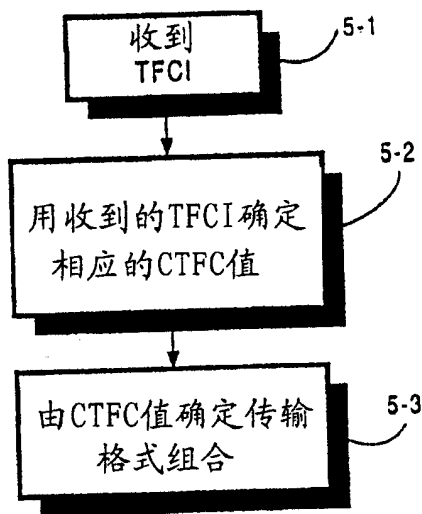 收到
TFCI
5-1
用收到的TFCI确定
相应的CTFC值
5-2
由CTFC值确定传输
格式组合
5-3